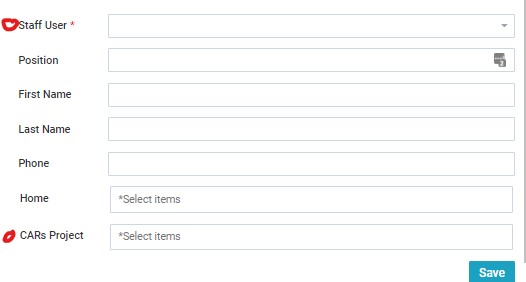 Staff User *
Position
First Name
Last Name
Phone
Home *Select items
CARs Project *Select items
Save